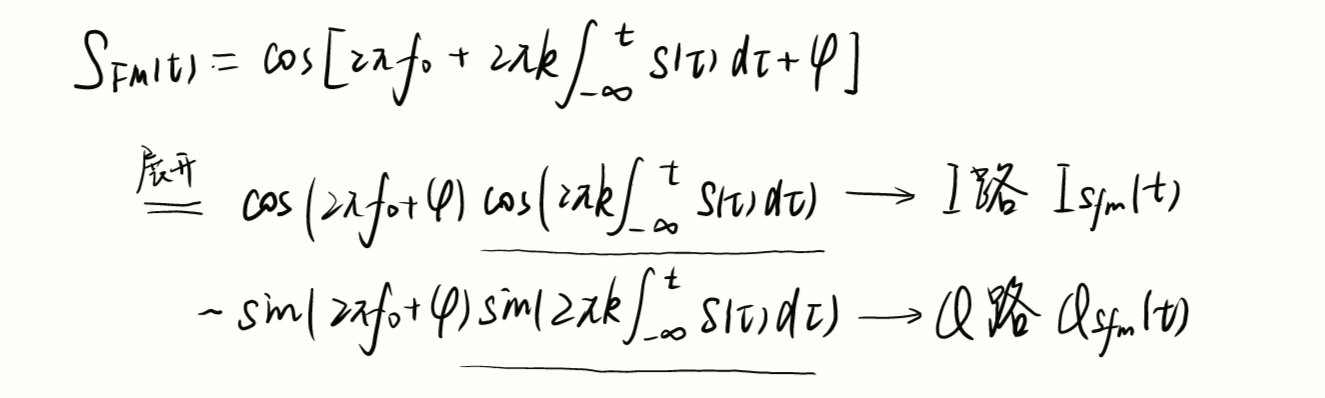 S_FM(t) = cos[2πf₀ + 2πk∫_{-∞}^{t} s(τ)dτ + φ]
展开= cos(2πf₀+φ) cos(2πk∫_{-∞}^{t} s(τ)dτ) → I路 I_sfm(t)
- sin(2πf₀+φ) sin(2πk∫_{-∞}^{t} s(τ)dτ) → Q路 Q_sfm(t)